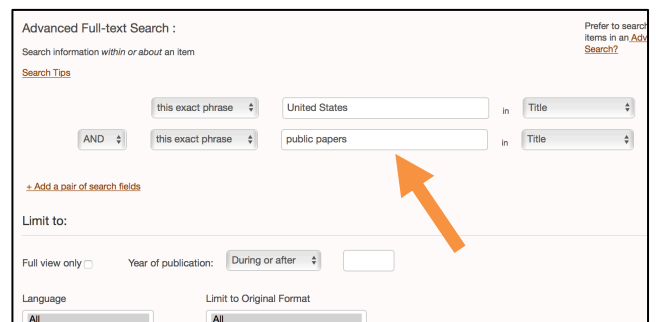 Advanced Full-text Search :
Prefer to search
items in an Adv
Search?
Search information within or about an item
Search Tips
this exact phrase United States in Title
AND this exact phrase public papers in Title
+ Add a pair of search fields
Limit to:
Full view only Year of publication: During or after
Language Limit to Original Format
All All